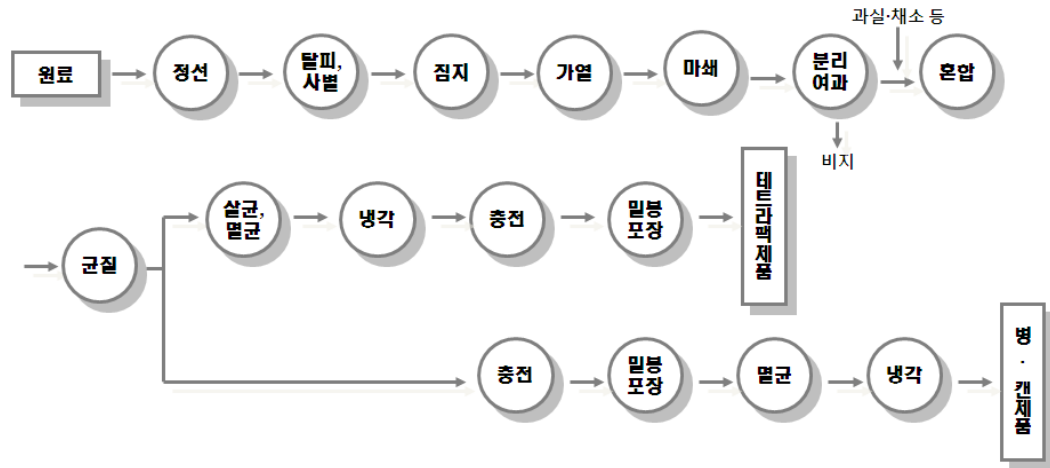 과실·채소 등
원료
정선
탈피,
사별
짐지
가열
마쇄
분리
여과
혼합
비지
균질
살균,
멸균
냉각
충전
밀봉
포장
테트라팩제품
충전
밀봉
포장
멸균
냉각
병·캔제품